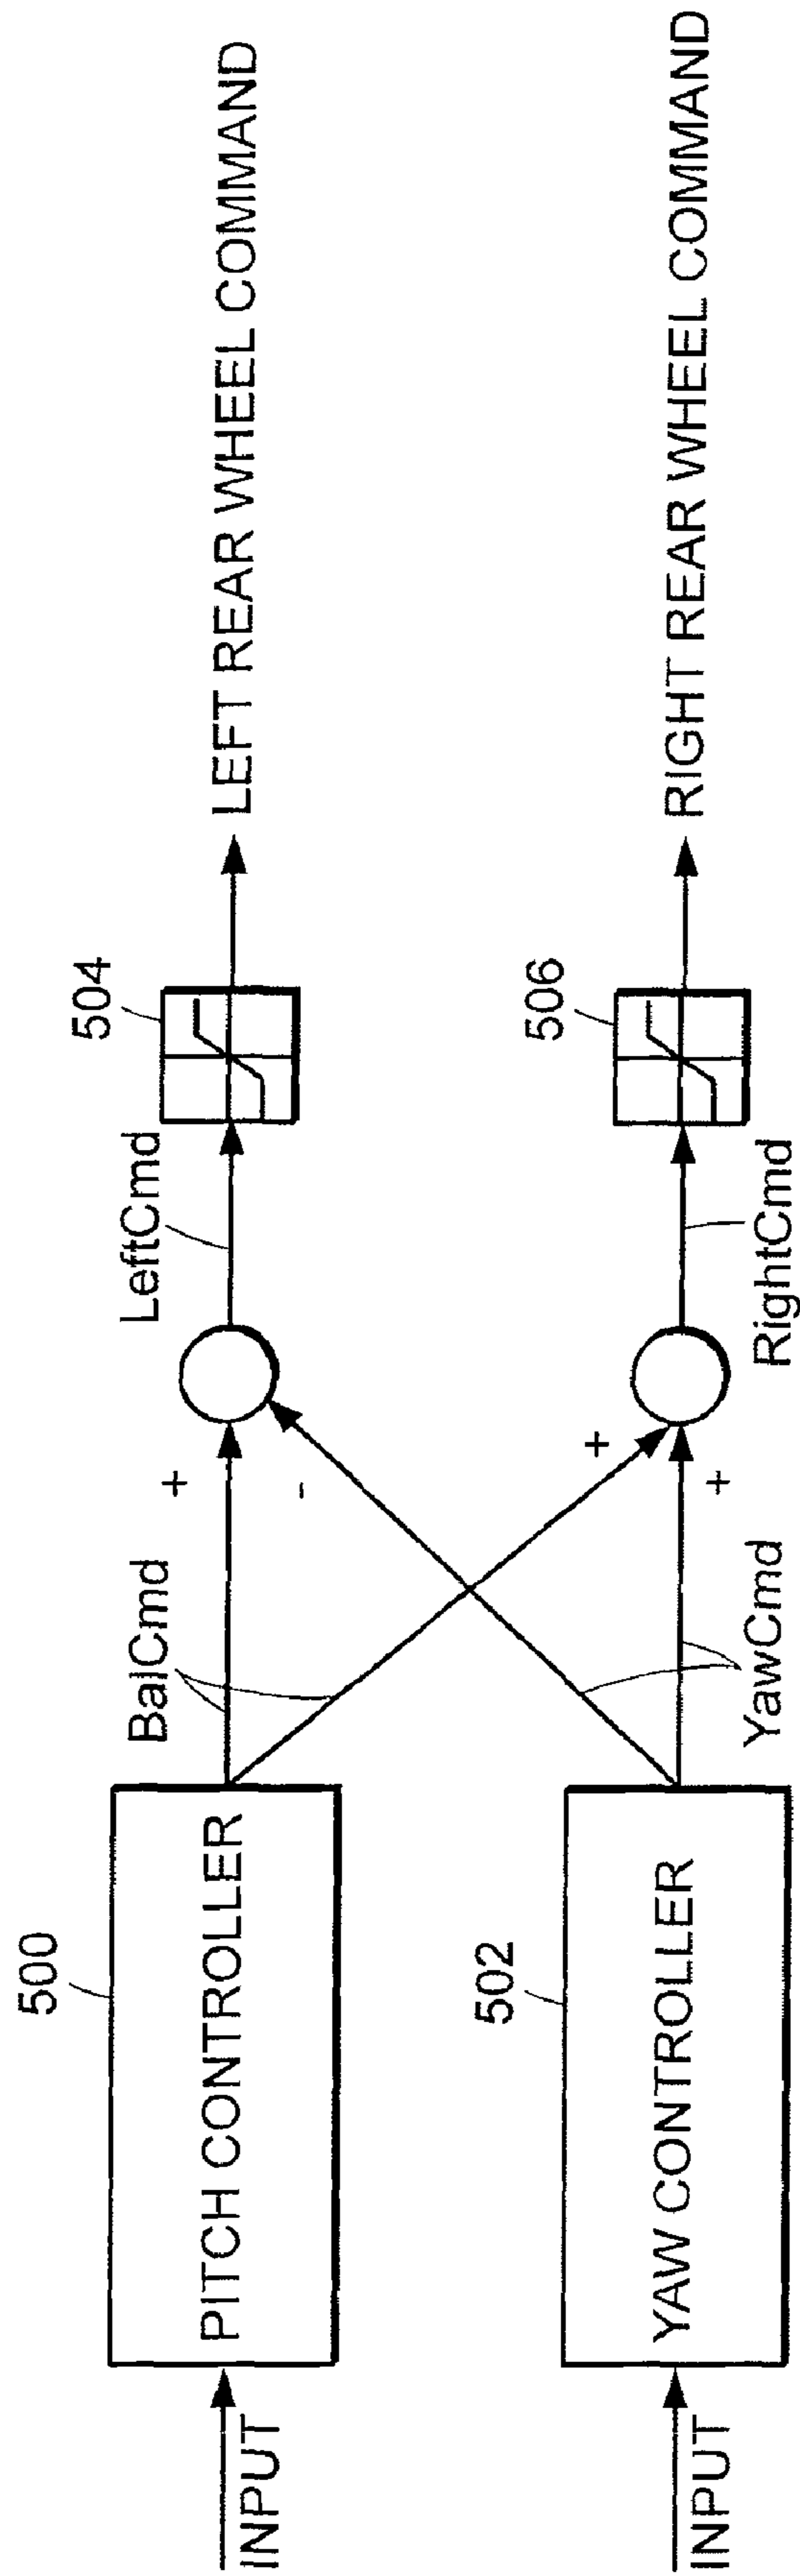 INPUT
500
PITCH CONTROLLER
BalCmd
+
-
LeftCmd
504
LEFT REAR WHEEL COMMAND
INPUT
502
YAW CONTROLLER
YawCmd
+
+
RightCmd
506
RIGHT REAR WHEEL COMMAND